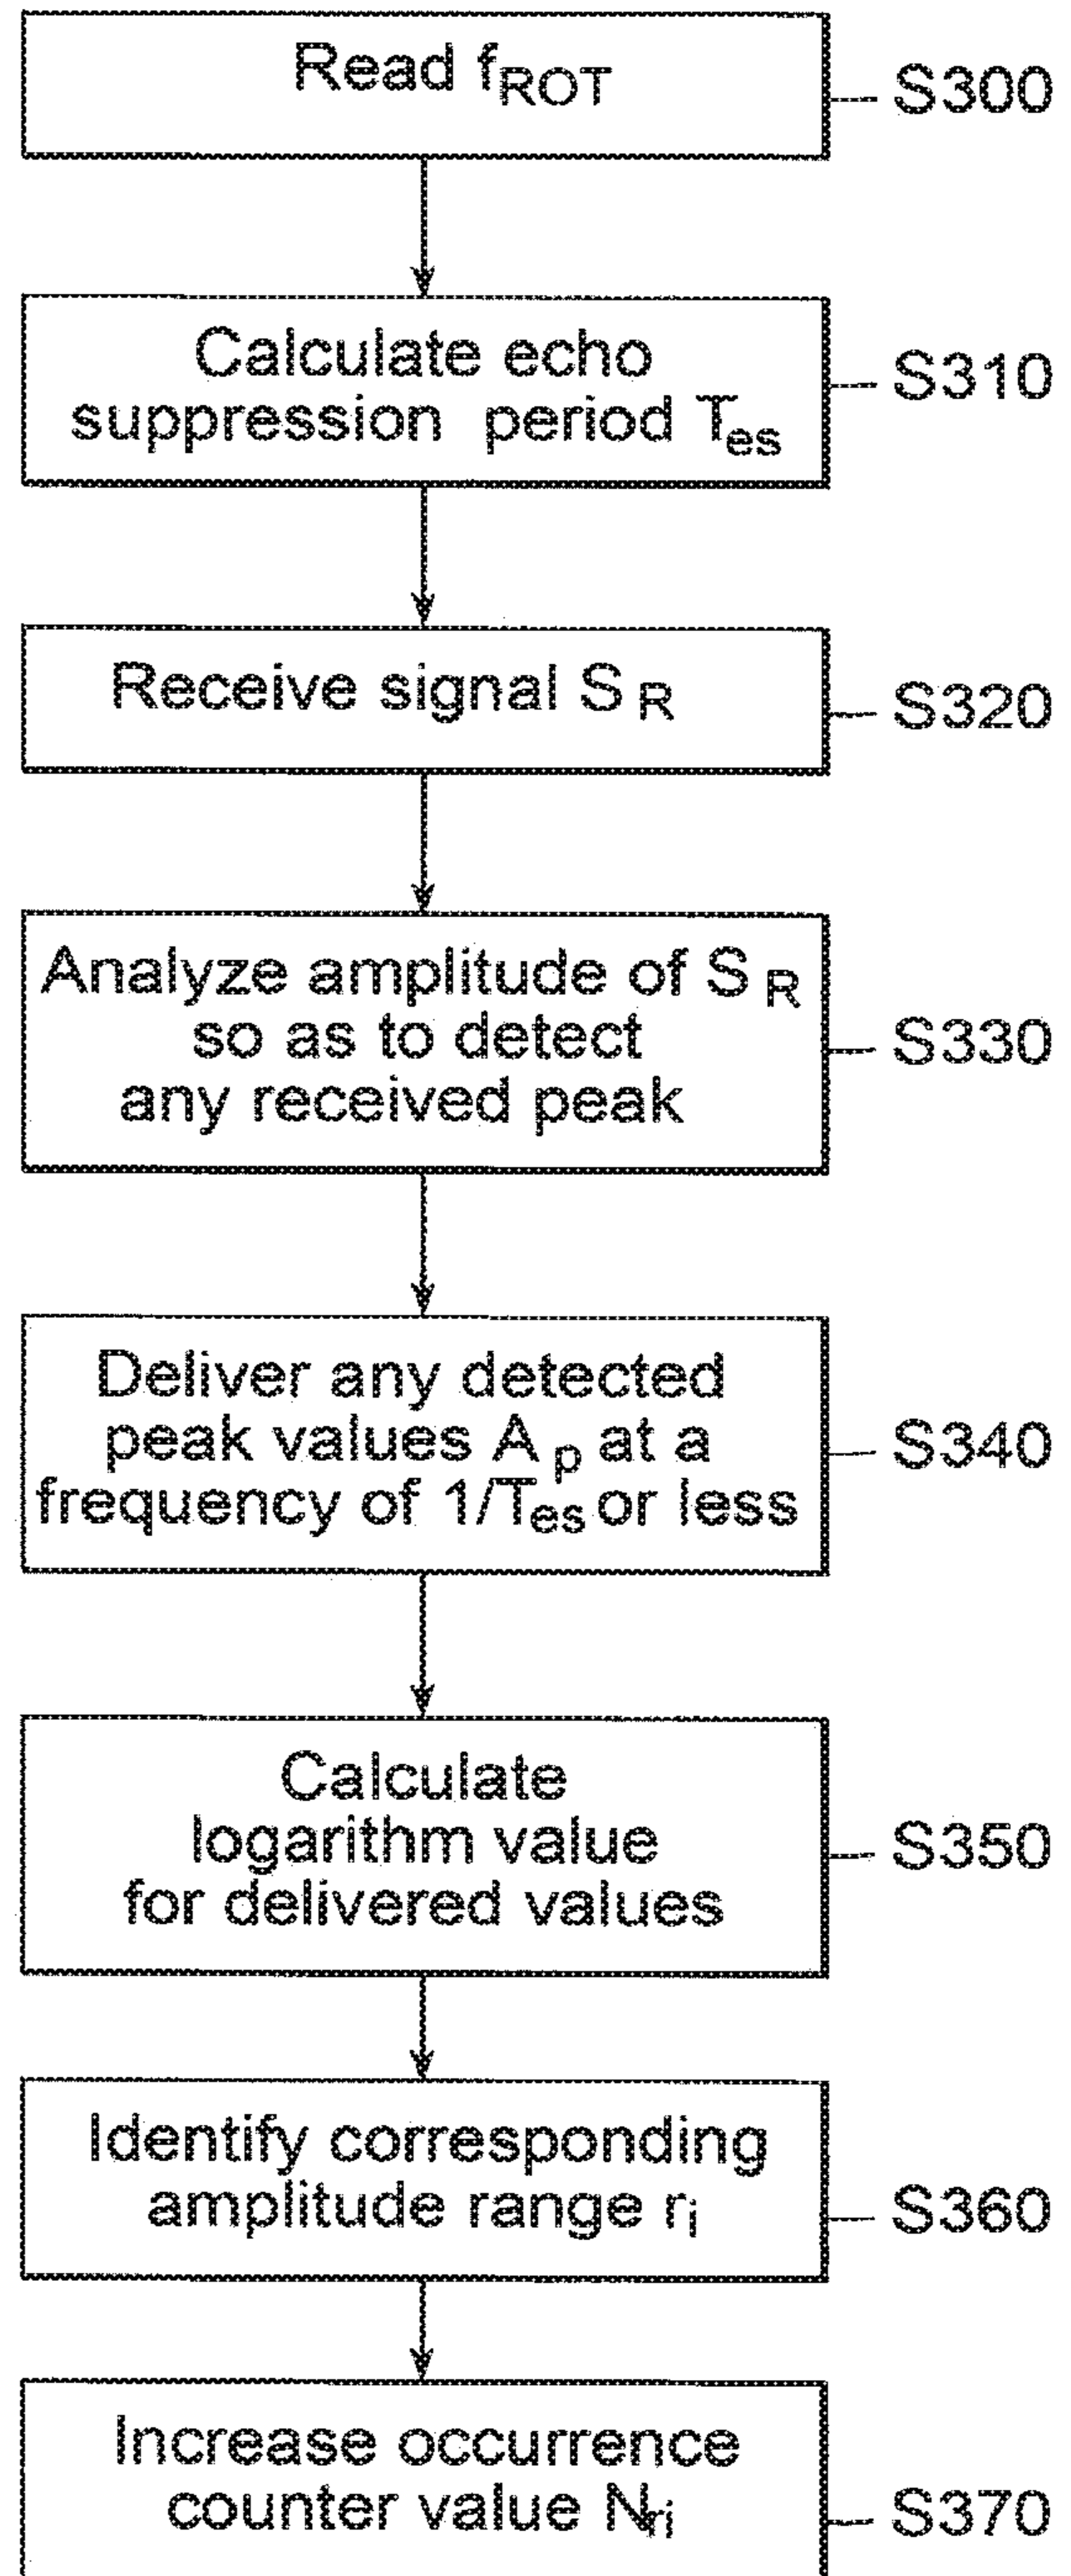 Read fROT
S300
Calculate echo
suppression period Tes
S310
Receive signal SR
S320
Analyze amplitude of SR
so as to detect
any received peak
S330
Deliver any detected
peak values Ap at a
frequency of 1/Tes or less
S340
Calculate
logarithm value
for delivered values
S350
Identify corresponding
amplitude range ri
S360
Increase occurrence
counter value Nri
S370